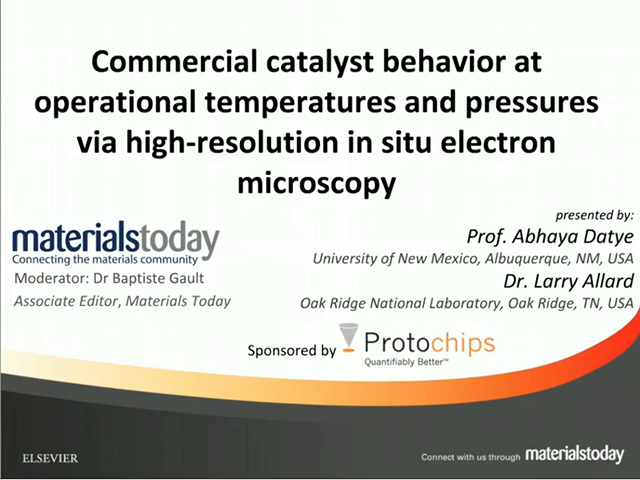 Commercial catalyst behavior at
operational temperatures and pressures
via high-resolution in situ electron
microscopy
presented by:
Prof. Abhaya Datye
University of New Mexico, Albuquerque, NM, USA
Dr. Larry Allard
Oak Ridge National Laboratory, Oak Ridge, TN, USA
materialstoday
Connecting the materials community
Moderator: Dr Baptiste Gault
Associate Editor, Materials Today
Sponsored by Protochips
Quantifiably Better™
ELSEVIER
Connect with us through materialstoday